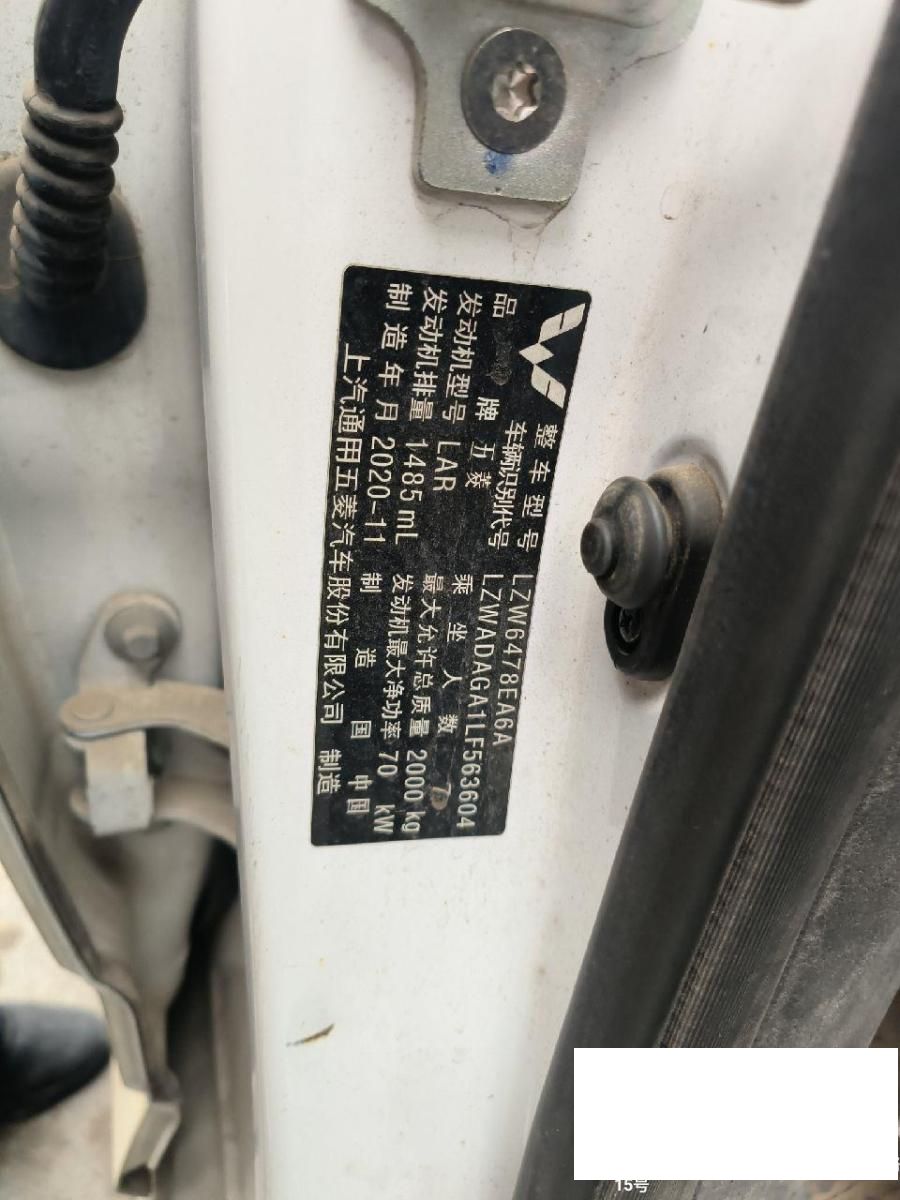 整车型号 LZW6478EA6A
车辆识别代号 LZWADAGA1LF563604
品牌 五菱 乘坐人数 7
发动机型号 LAR 最大允许总质量 2000 kg
发动机排量 1485 mL 发动机最大净功率 70 kW
制造年月 2020-11 制造国 中国
上汽通用五菱汽车股份有限公司 制造
15号